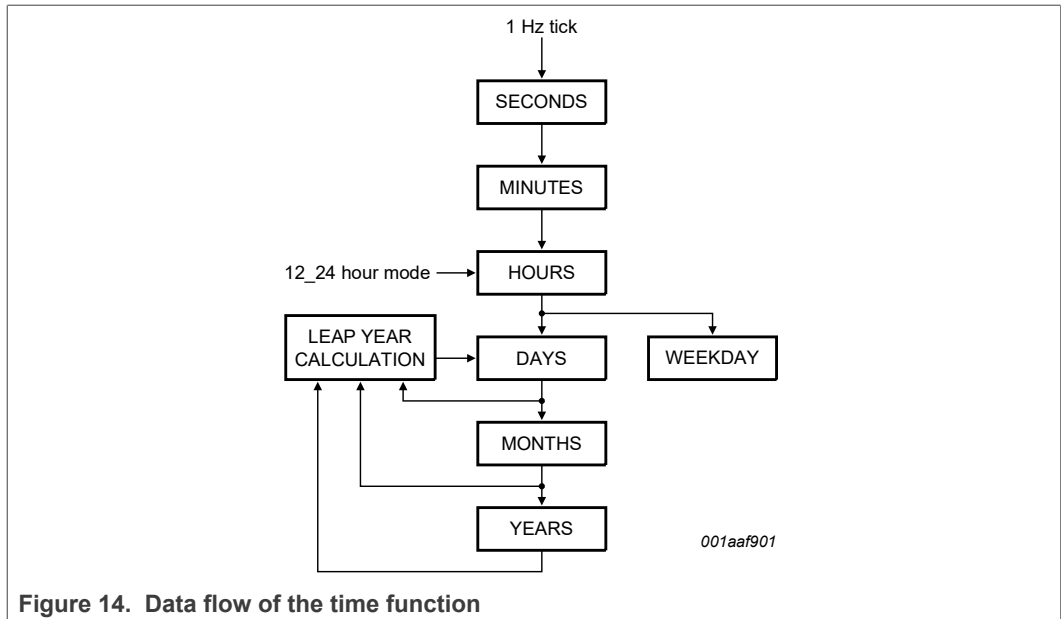 1 Hz tick
SECONDS
MINUTES
12_24 hour mode
HOURS
LEAP YEAR
CALCULATION
DAYS
WEEKDAY
MONTHS
YEARS
001aaf901
Figure 14. Data flow of the time function